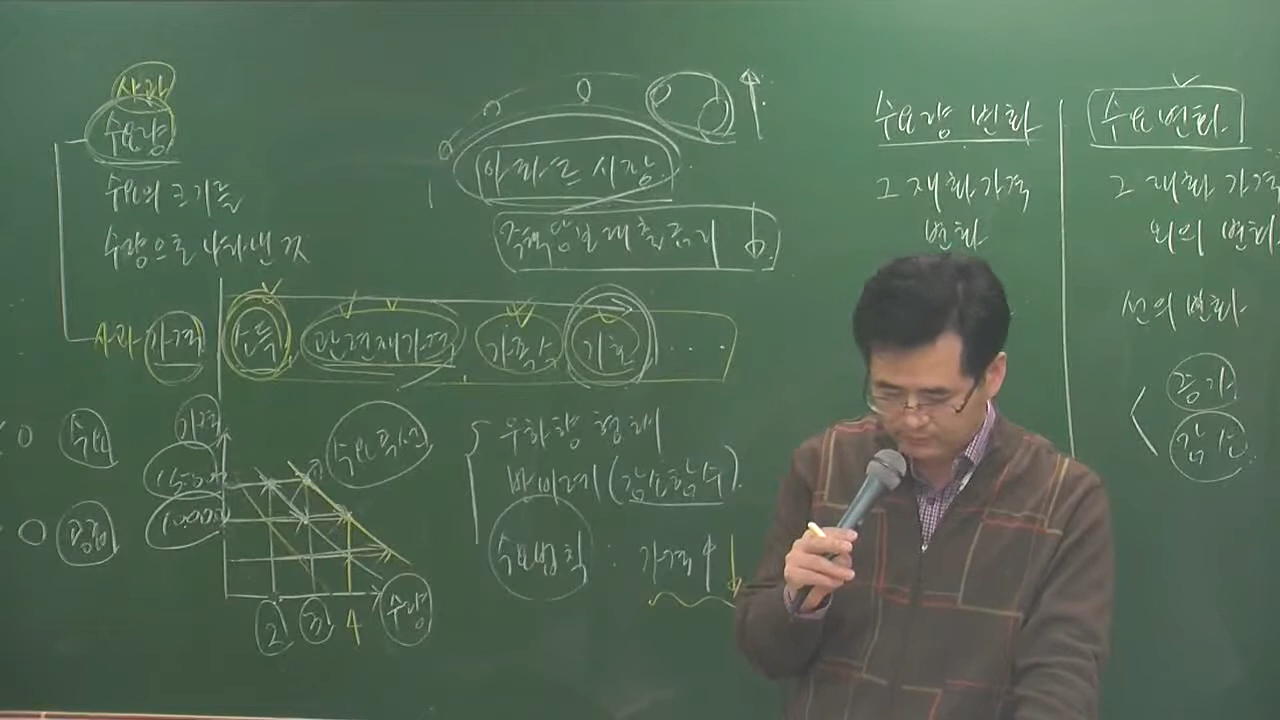 사과
수요량
수요의 크기를
수량으로 나타낸 것
사과 가격
소득 관련재가격 가족수 기호 ....
아파트 시장
주택담보대출금리 ↓
수요
공급
가격
15000
10000
수요곡선
2 3 4 수량
우하향 형태
반비례 (감소함수)
수요법칙 : 가격↑ ↓
수요량 변화
그 재화 가격
변화
수요변화
그 재화 가격
외의 변화
선의 변화
증가
감소